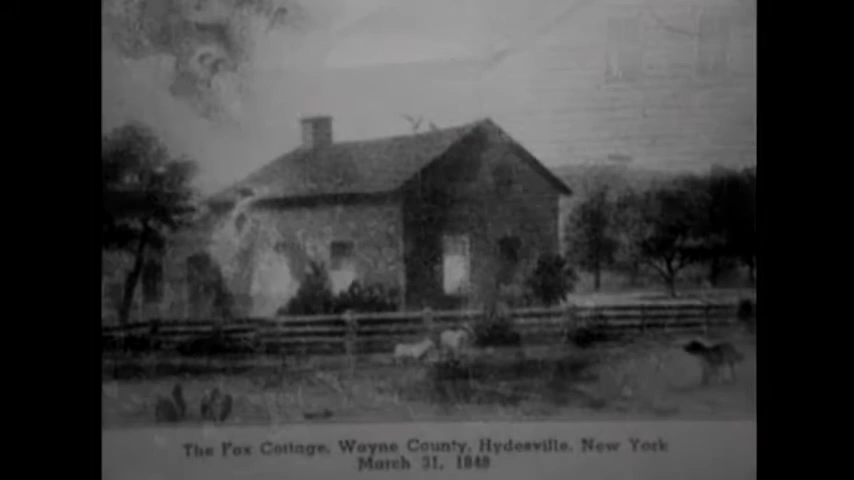 The Fox Cottage, Wayne County, Hydesville, New York
March 31, 1848